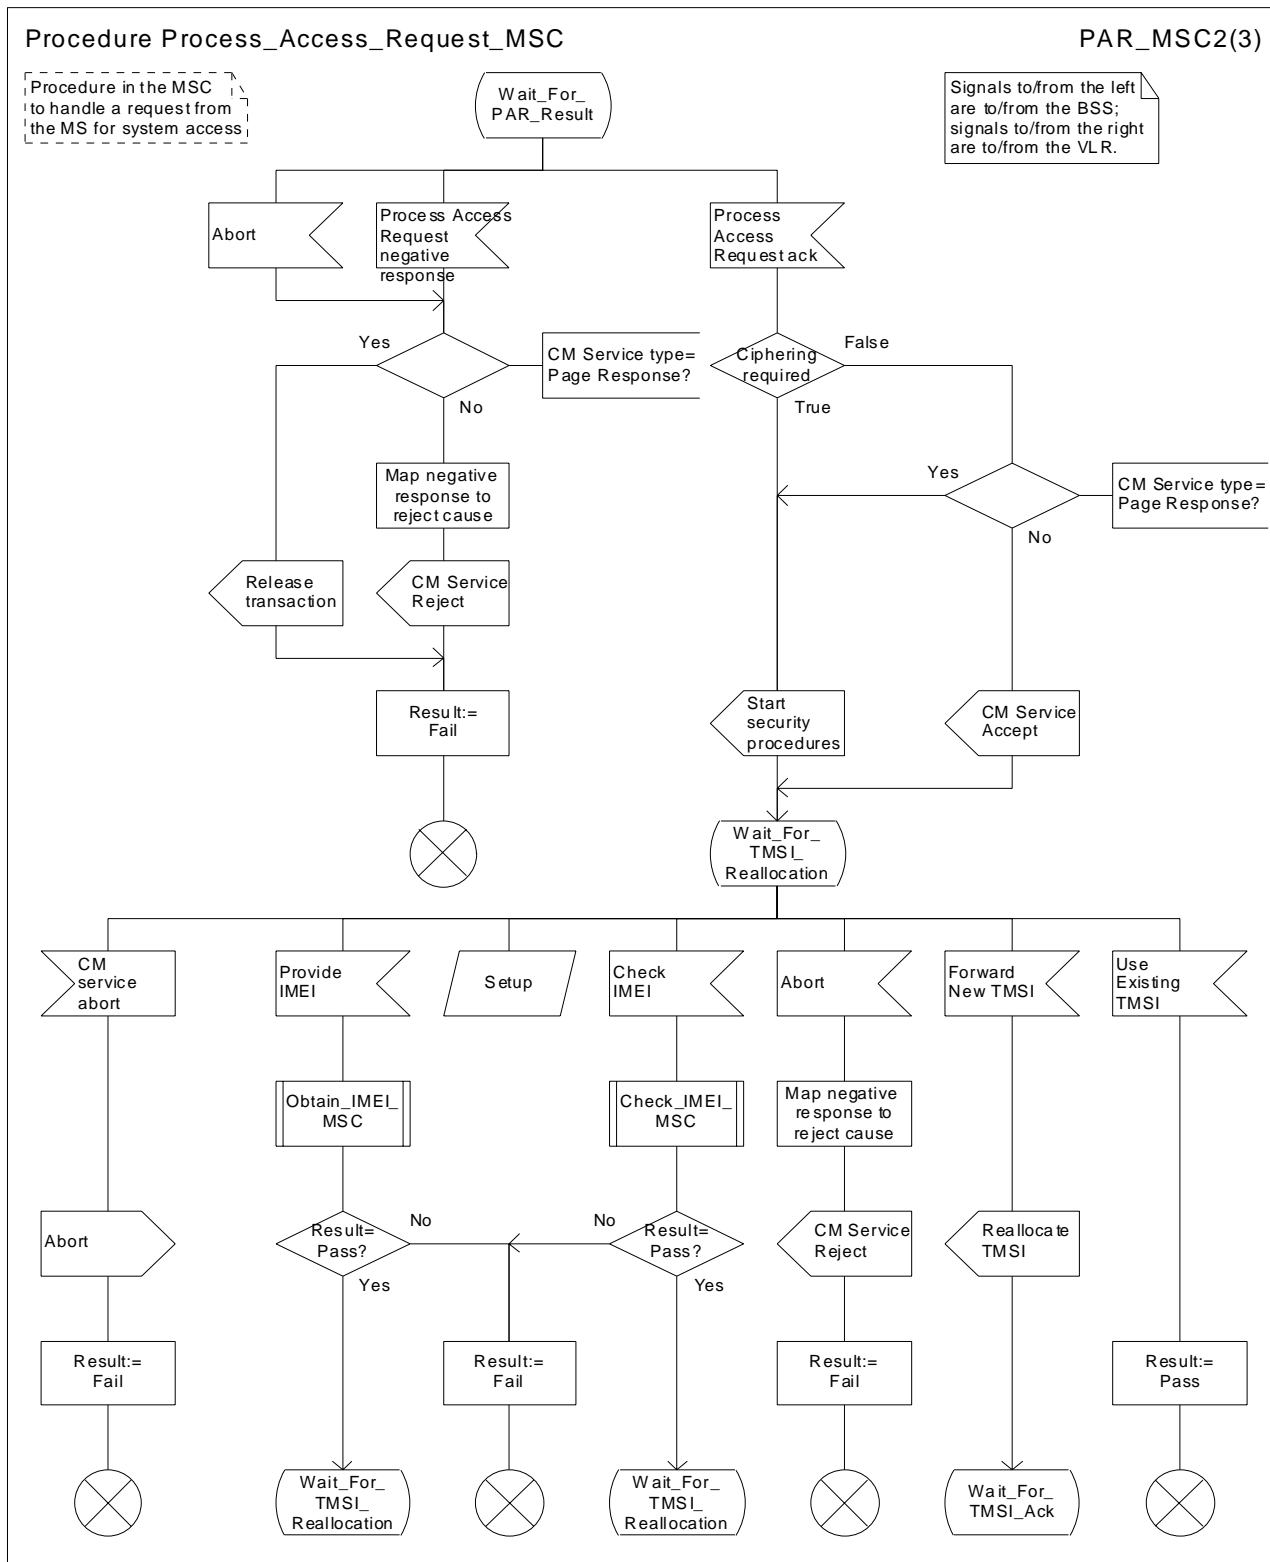 Procedure Process_Access_Request_MSC
PAR_MSC2(3)
Procedure in the MSC
to handle a request from
the MS for system access
Wait_For_
PAR_Result
Signals to/from the left
are to/from the BSS;
signals to/from the right
are to/from the VLR.
Abort
Process Access
Request
negative
response
Process
Access
Request ack
Yes
CM Service type=
Page Response?
No
Ciphering
required
False
True
Map negative
response to
reject cause
Yes
CM Service type=
Page Response?
No
Release
transaction
CM Service
Reject
Result:=
Fail
Start
security
procedures
CM Service
Accept
Wait_For_
TMSI_
Reallocation
CM
service
abort
Provide
IMEI
Setup
Check
IMEI
Abort
Forward
New TMSI
Use
Existing
TMSI
Obtain_IMEI_
MSC
Check_IMEI_
MSC
Map negative
response to
reject cause
Abort
Result=
Pass?
No
Yes
No
Result=
Pass?
Yes
CM Service
Reject
Reallocate
TMSI
Result:=
Fail
Result:=
Fail
Result:=
Fail
Result:=
Pass
Wait_For_
TMSI_
Reallocation
Wait_For_
TMSI_
Reallocation
Wait_For_
TMSI_Ack